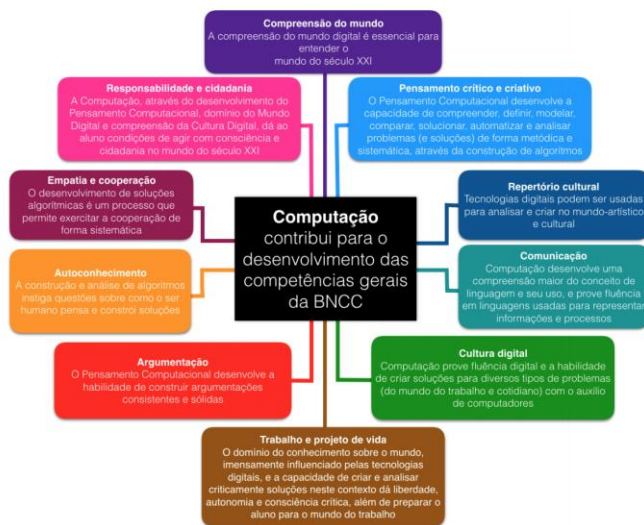 Compreensão do mundo
A compreensão do mundo digital é essencial para
entender o
mundo do século XXI
Responsabilidade e cidadania
A Computação, através do desenvolvimento do
Pensamento Computacional, domínio do Mundo
Digital e compreensão da Cultura Digital, dá ao
aluno condições de agir com consciência e
cidadania no mundo do século XXI
Pensamento crítico e criativo
O Pensamento Computacional desenvolve a
capacidade de compreender, definir, modelar,
comparar, solucionar, automatizar e analisar
problemas (e soluções) de forma metódica e
sistemática, através da construção de algoritmos
Empatia e cooperação
O desenvolvimento de soluções
algorítmicas é um processo que
permite exercitar a cooperação de
forma sistemática
Repertório cultural
Tecnologias digitais podem ser usadas
para analisar e criar no mundo-artístico
e cultural
Computação
contribui para o
desenvolvimento das
competências gerais
da BNCC
Autoconhecimento
A construção e análise de algoritmos
instiga questões sobre como o ser
humano pensa e constrói soluções
Comunicação
Computação desenvolve uma
compreensão maior do conceito de
linguagem e seu uso, e prove fluência
em linguagens usadas para representar
informações e processos
Argumentação
O Pensamento Computacional desenvolve a
habilidade de construir argumentações
consistentes e sólidas
Cultura digital
Computação prove fluência digital e a habilidade
de criar soluções para diversos tipos de problemas
(do mundo do trabalho e cotidiano) com o auxílio
de computadores
Trabalho e projeto de vida
O domínio do conhecimento sobre o mundo,
imensamente influenciado pelas tecnologias
digitais, e a capacidade de criar e analisar
criticamente soluções neste contexto dá liberdade,
autonomia e consciência crítica, além de preparar o
aluno para o mundo do trabalho